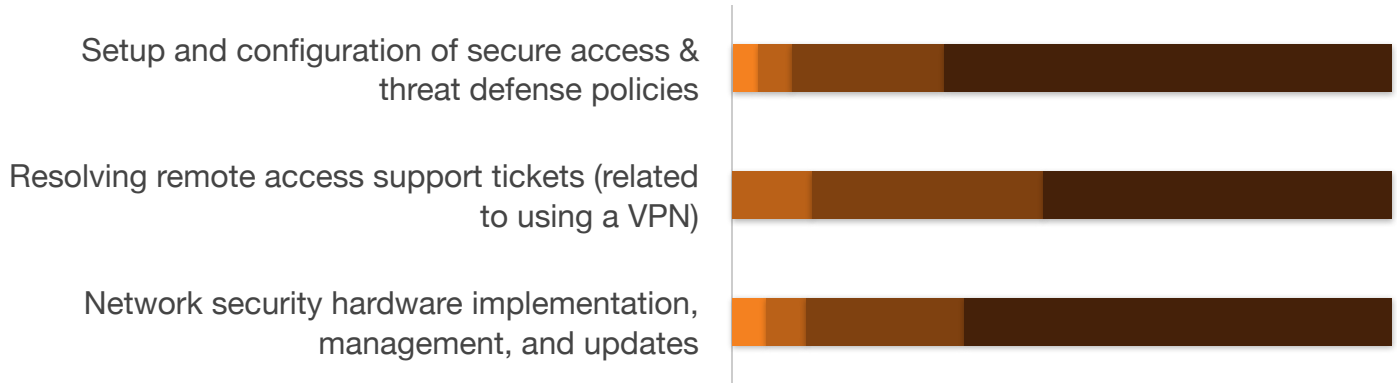 Setup and configuration of secure access &
threat defense policies
Resolving remote access support tickets (related
to using a VPN)
Network security hardware implementation,
management, and updates